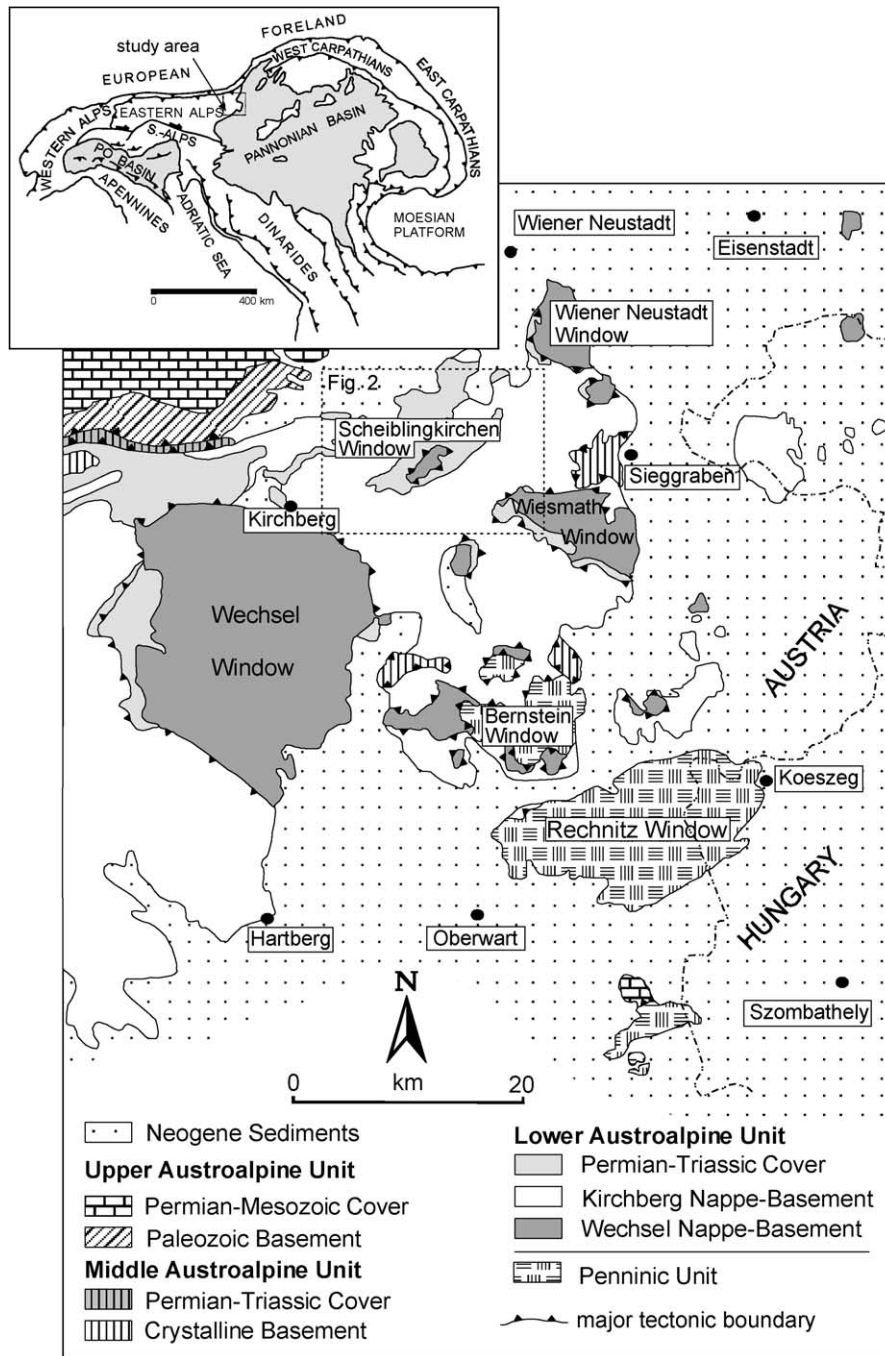 FORELAND
study area
WEST CARPATHIANS
EUROPEAN
EAST CARPATHIANS
EASTERN ALPS
WESTERN ALPS
S.-ALPS
PANNONIAN BASIN
PO BASIN
APENNINES
ADRIATIC SEA
DINARIDES
MOESIAN
PLATFORM
0 400 km
Wiener Neustadt
Eisenstadt
Wiener Neustadt
Window
Fig. 2
Scheiblingkirchen
Window
Sieggraben
Kirchberg
Wiesmath
Window
Wechsel
Window
AUSTRIA
Bernstein
Window
Koeszeg
Rechnitz Window
HUNGARY
Hartberg
Oberwart
N
Szombathely
0 km 20
Neogene Sediments
Upper Austroalpine Unit
Permian-Mesozoic Cover
Paleozoic Basement
Middle Austroalpine Unit
Permian-Triassic Cover
Crystalline Basement
Lower Austroalpine Unit
Permian-Triassic Cover
Kirchberg Nappe-Basement
Wechsel Nappe-Basement
Penninic Unit
major tectonic boundary